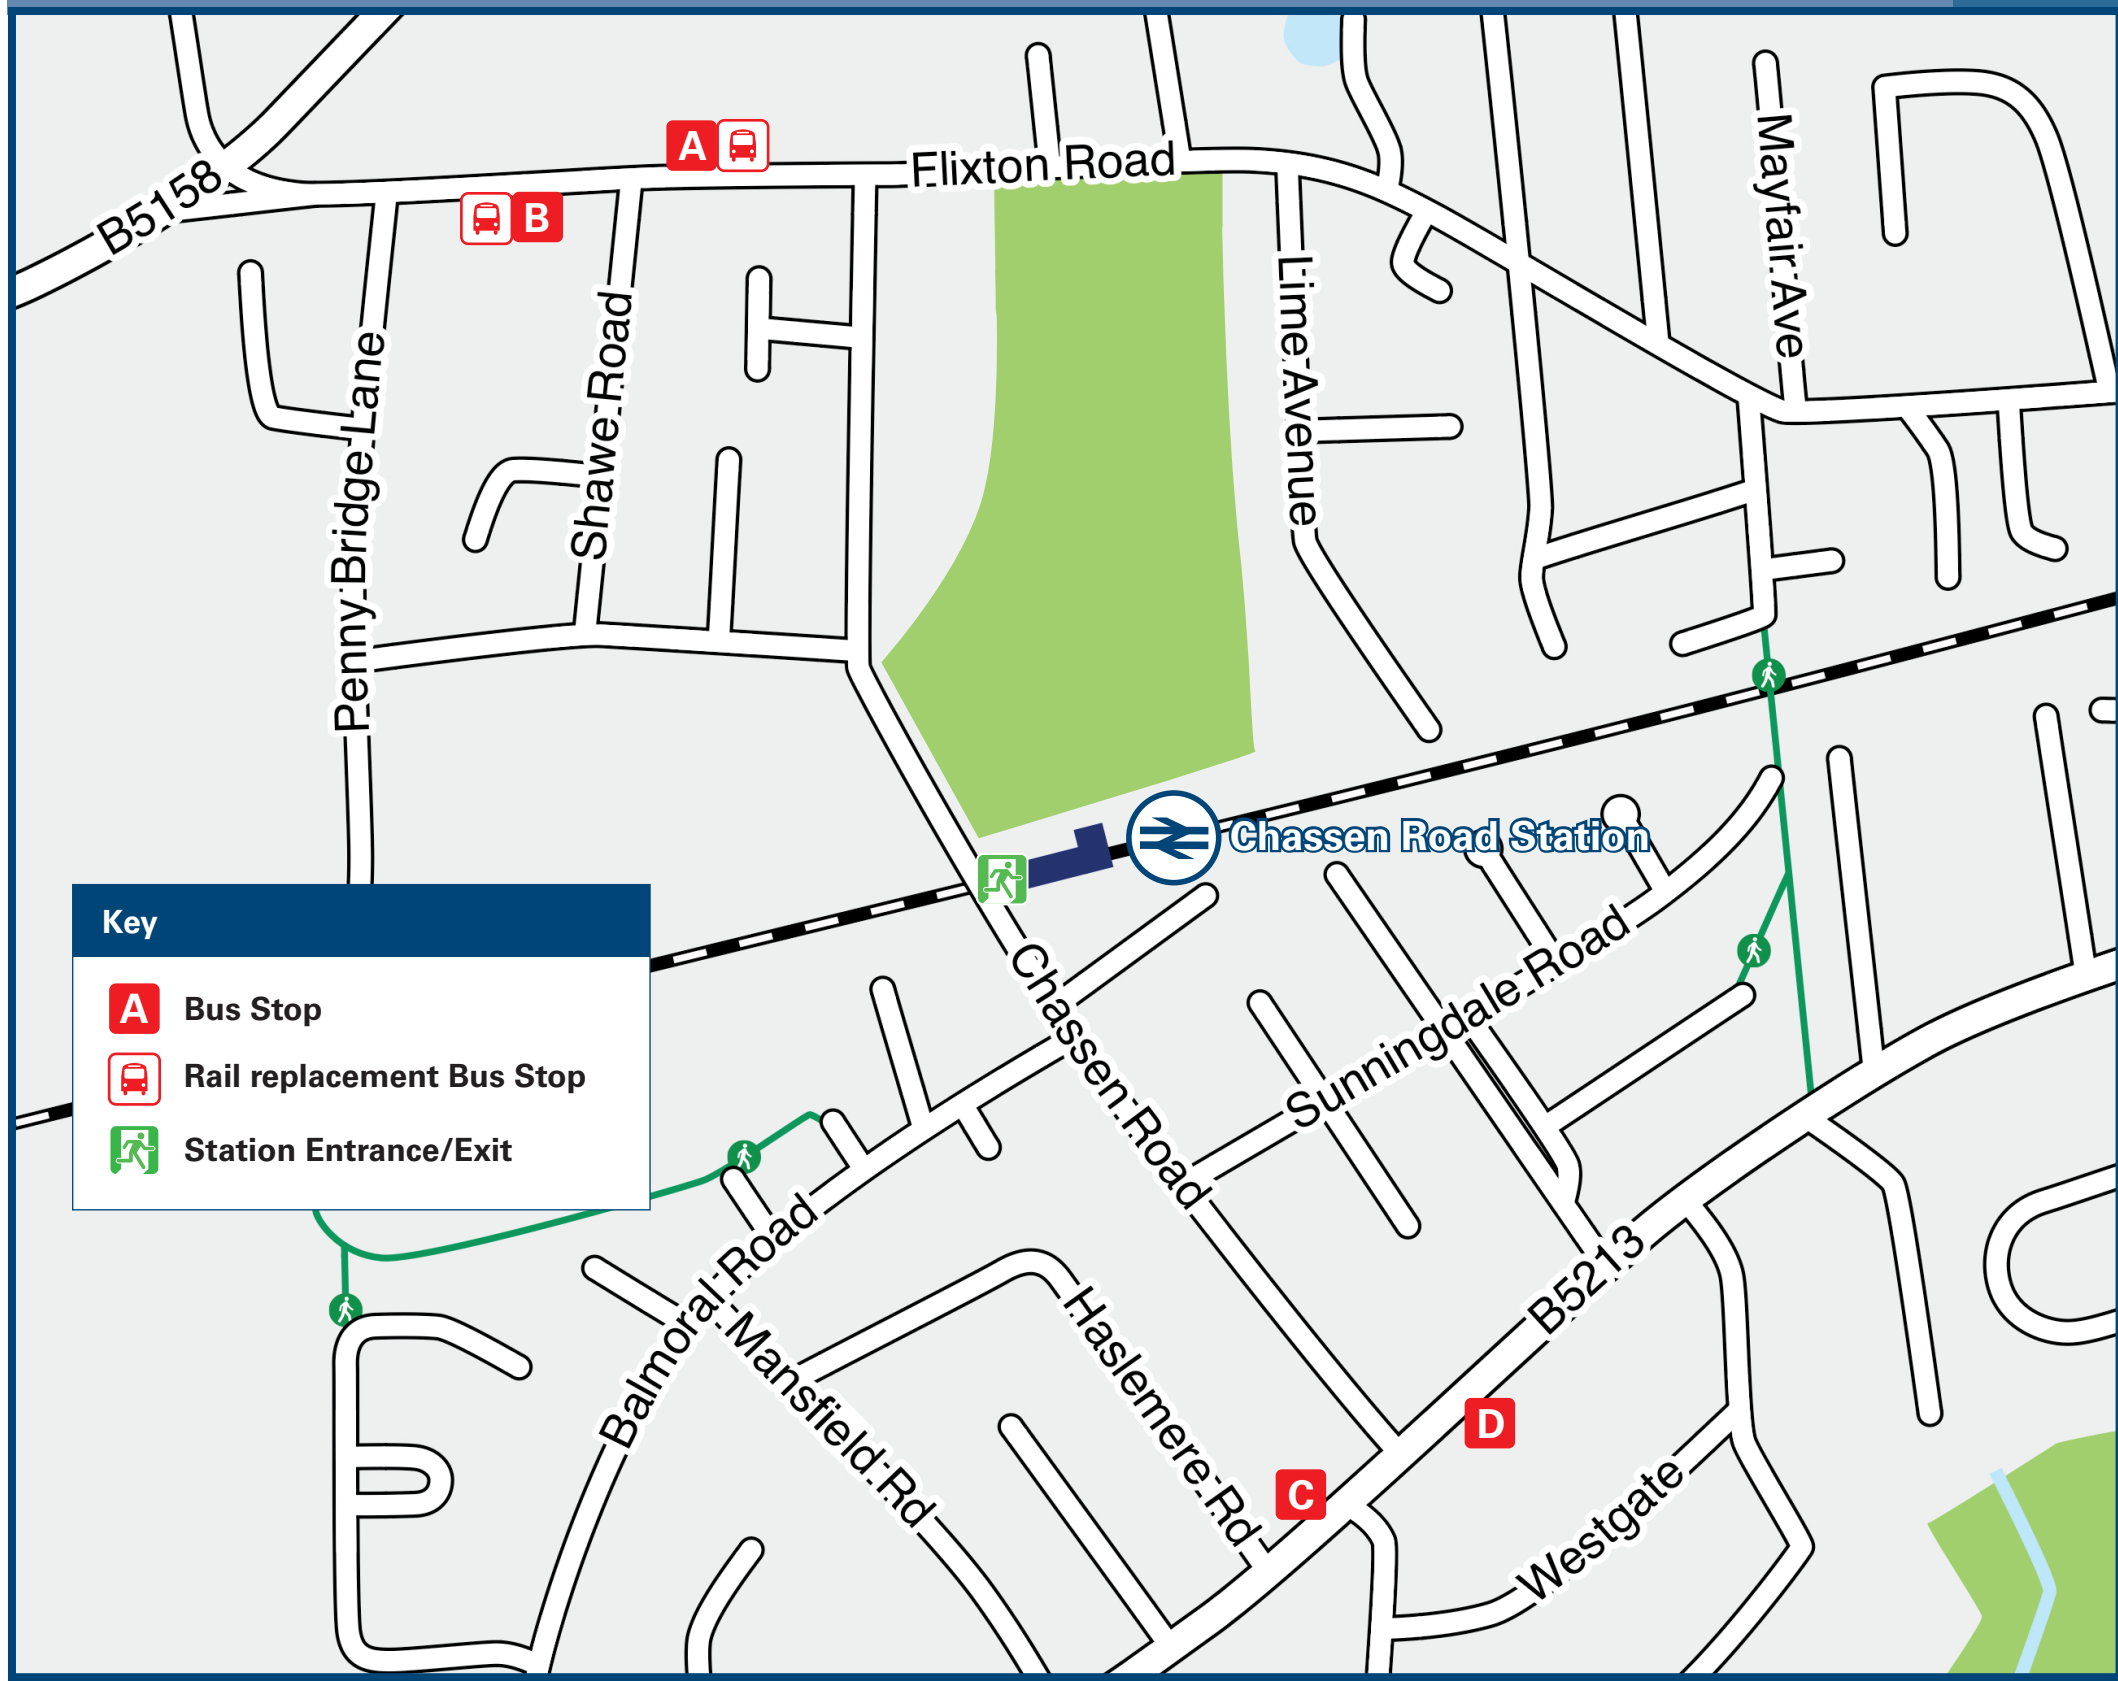 A
B
B5158
Flixton Road
Mayfair Ave
Lime Avenue
Shawe Road
Penny Bridge Lane
Chassen Road Station
Key
A Bus Stop
Rail replacement Bus Stop
Station Entrance/Exit
Chassen Road
Sunningdale Road
Balmoral Road
Mansfield Rd
Haslemere Rd
B5213
D
C
Westgate